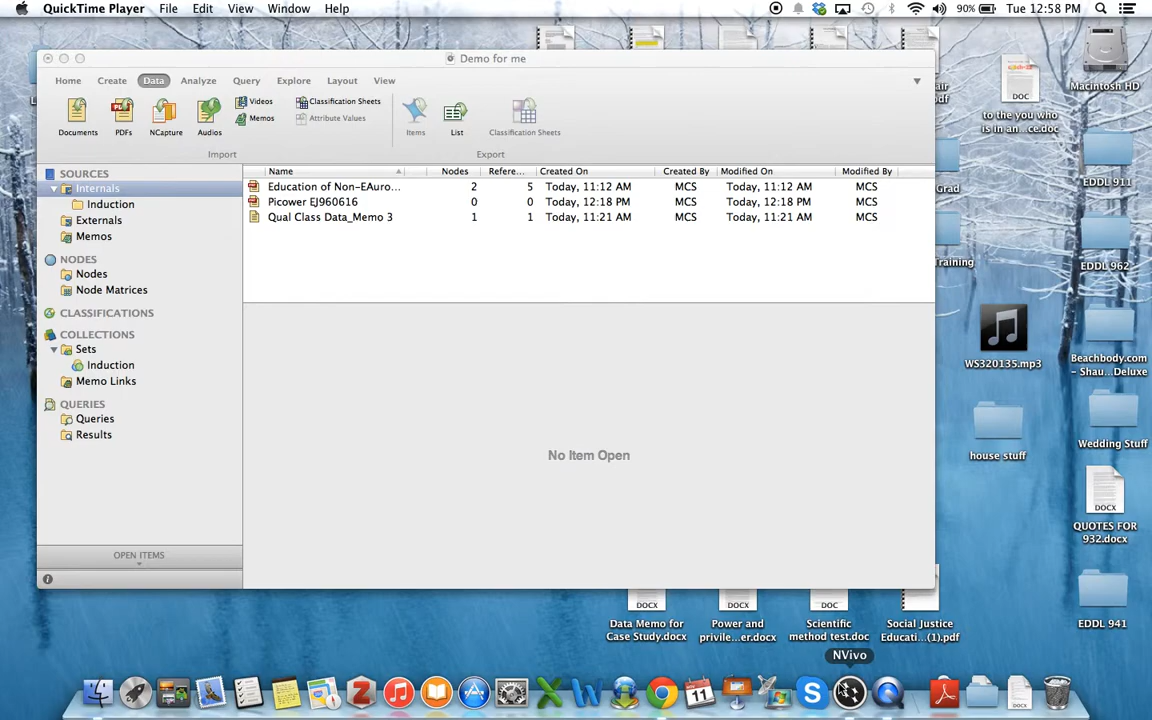 QuickTime Player File Edit View Window Help 90% Tue 12:58 PM
Demo for me
Home Create Data Analyze Query Explore Layout View
Documents PDFs NCapture Audios Videos Memos Classification Sheets Attribute Values Items List Classification Sheets
Import Export
SOURCES
Internals
Induction
Externals
Memos
NODES
Nodes
Node Matrices
CLASSIFICATIONS
COLLECTIONS
Sets
Induction
Memo Links
QUERIES
Queries
Results
OPEN ITEMS
Name Nodes Refere... Created On Created By Modified On Modified By
Education of Non-EAuro... 2 5 Today, 11:12 AM MCS Today, 11:12 AM MCS
Picower EJ960616 0 0 Today, 12:18 PM MCS Today, 12:18 PM MCS
Qual Class Data_Memo 3 1 1 Today, 11:21 AM MCS Today, 11:21 AM MCS
No Item Open
Macintosh HD
DOC
to the you who
is in an...ce.doc
EDDL 911
Grad
EDDL 962
Training
WS320135.mp3
Beachbody.com
- Shau...Deluxe
house stuff
Wedding Stuff
DOCX
QUOTES FOR
932.docx
EDDL 941
DOCX
Data Memo for
Case Study.docx
DOCX
Power and
privile...er.docx
DOC
Scientific
method test.doc
Social Justice
Educati...(1).pdf
NVivo
11
DOCX